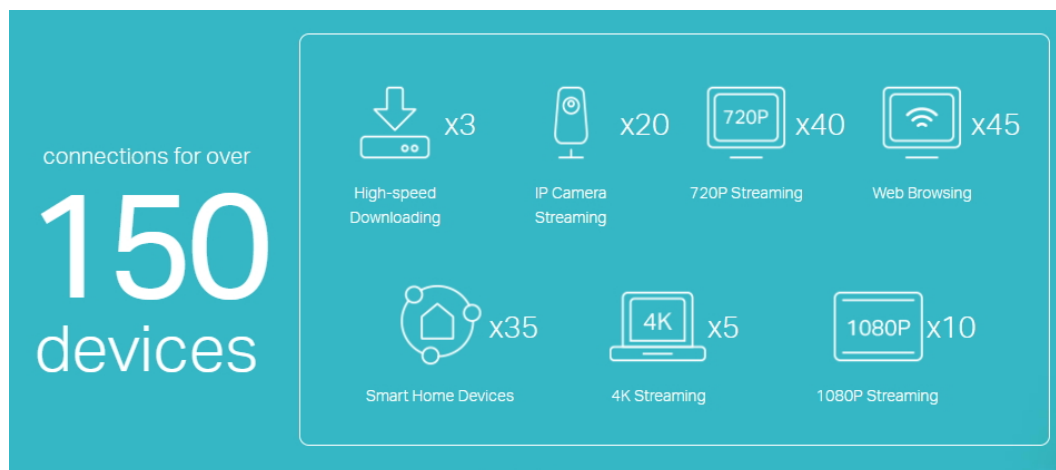 connections for over
150
devices
x3
High-speed
Downloading
x20
IP Camera
Streaming
720P
x40
720P Streaming
x45
Web Browsing
x35
Smart Home Devices
4K
x5
4K Streaming
1080P
x10
1080P Streaming